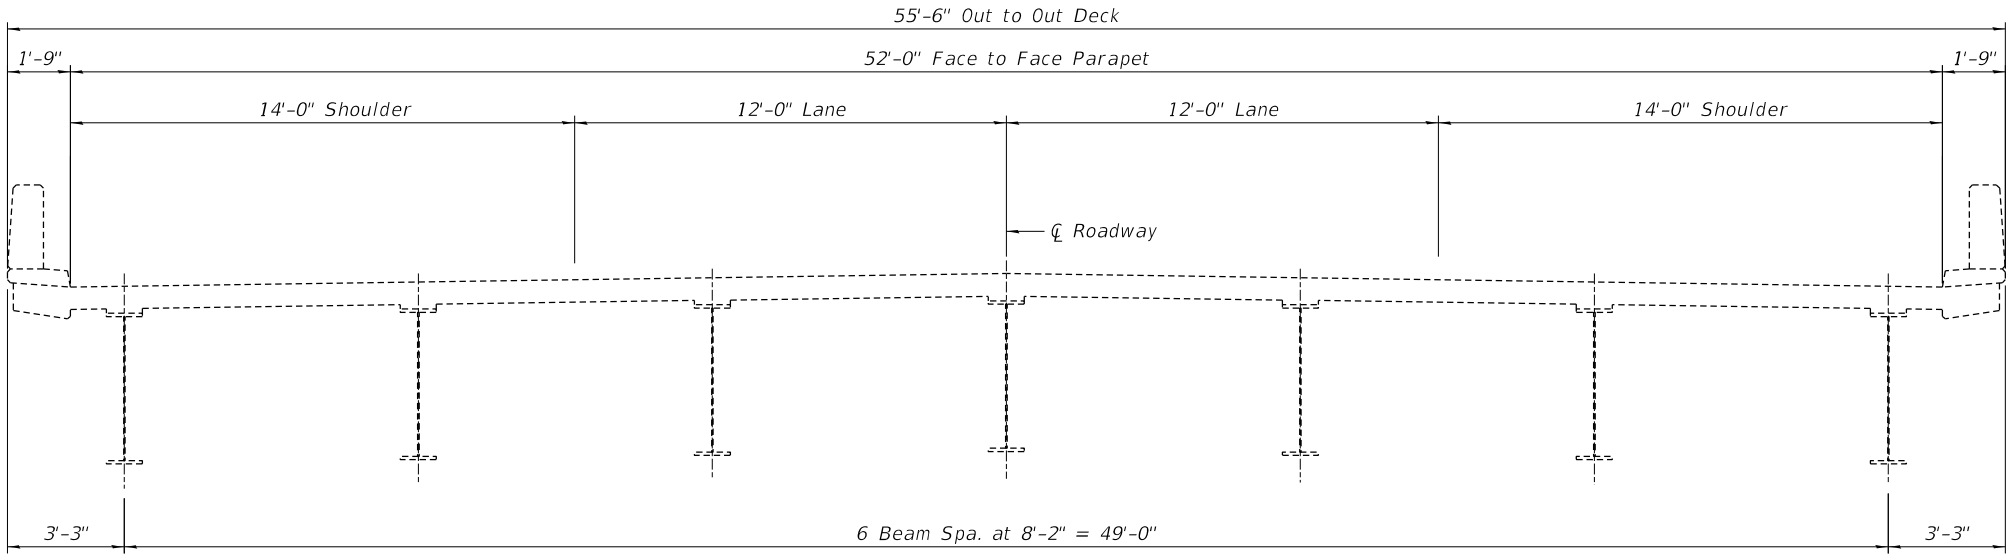 55'-6" Out to Out Deck
1'-9" 52'-0" Face to Face Parapet 1'-9"
14'-0" Shoulder 12'-0" Lane 12'-0" Lane 14'-0" Shoulder
℄ Roadway
3'-3" 6 Beam Spa. at 8'-2" = 49'-0" 3'-3"